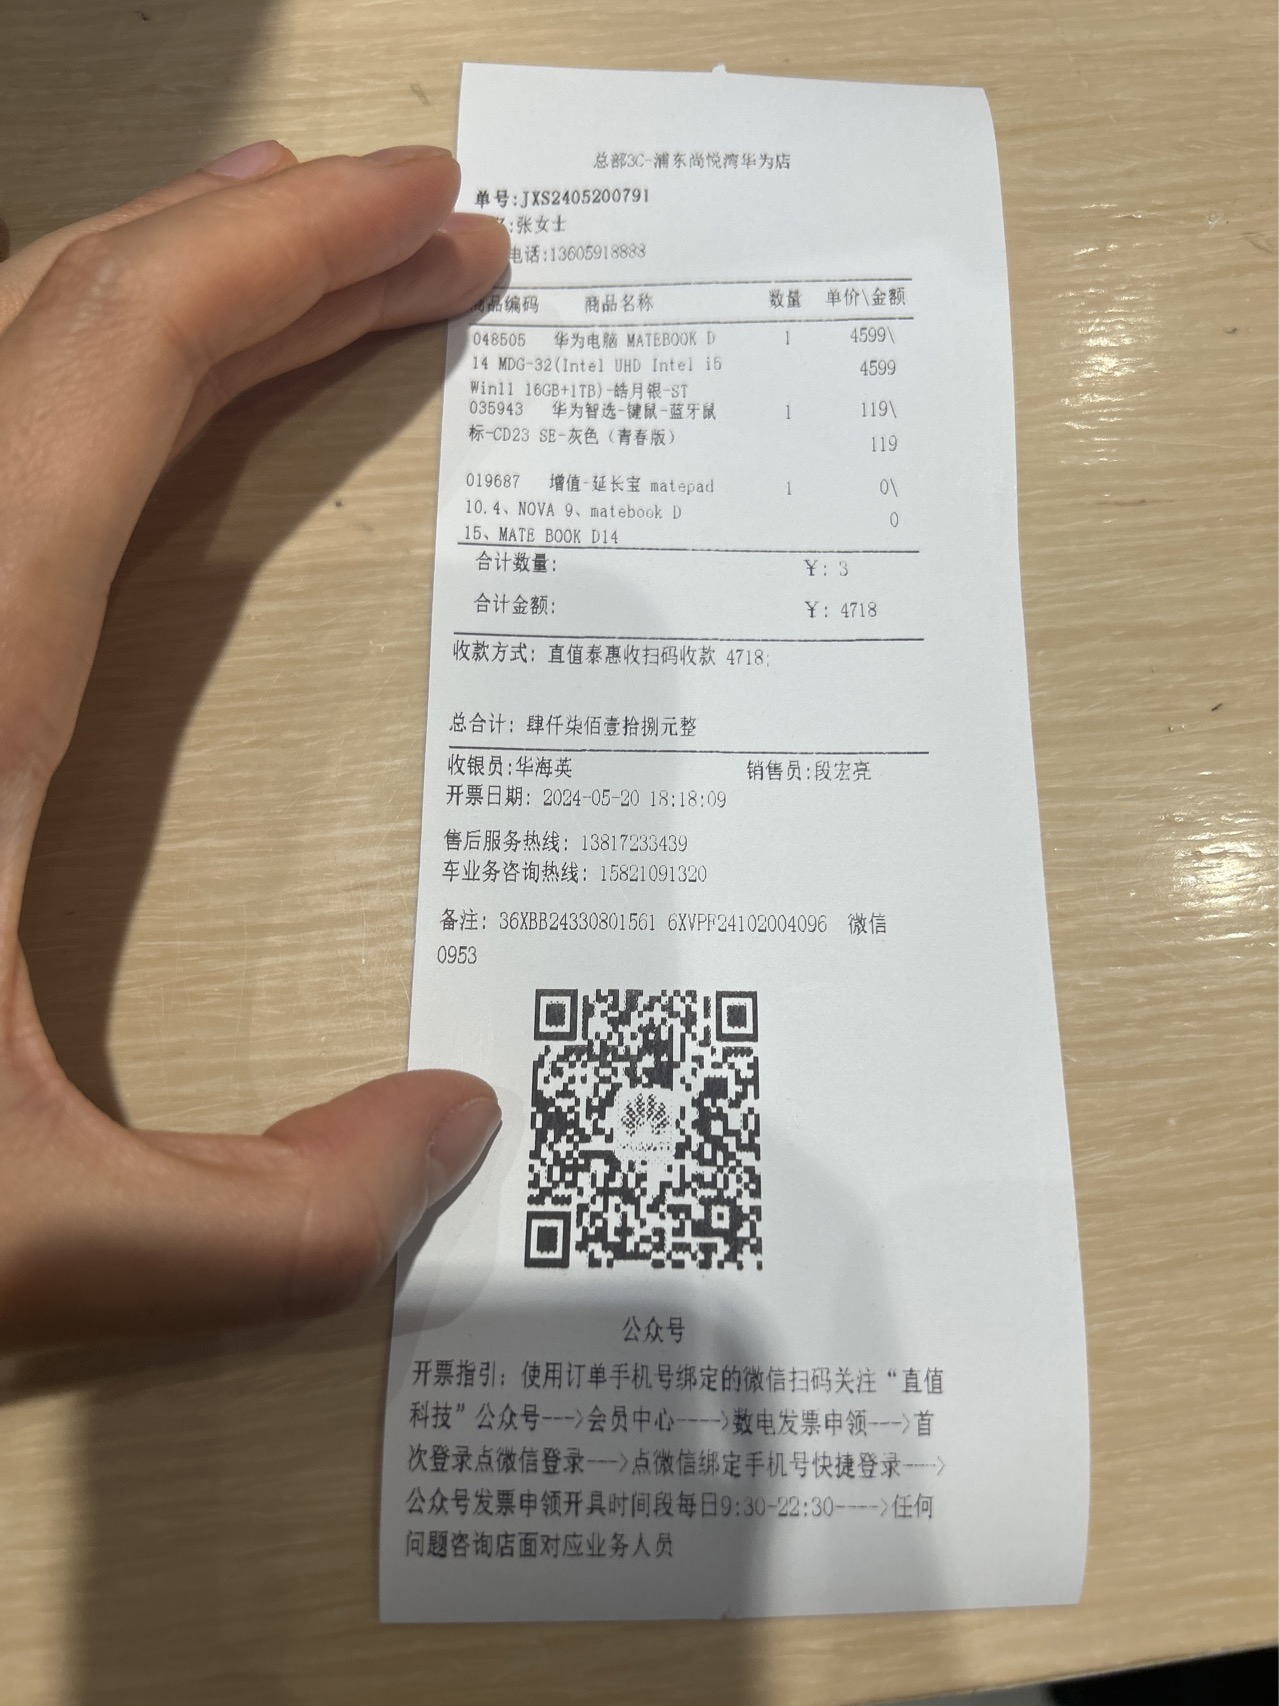 总部3C-浦东尚悦湾华为店
单号:JXS2405200791
名:张女士
电话:13605918888
商品编码 商品名称 数量 单价\金额
048505 华为电脑 MATEBOOK D 1 4599\
14 MDG-32(Intel UHD Intel i5 4599
Win11 16GB+1TB)-皓月银-ST
035943 华为智选-键鼠-蓝牙鼠 1 119\
标-CD23 SE-灰色（青春版） 119
019687 增值-延长宝 matepad 1 0\
10.4、NOVA 9、matebook D 0
15、MATE BOOK D14
合计数量: ¥: 3
合计金额: ¥: 4718
收款方式: 直值泰惠收扫码收款 4718;
总合计: 肆仟柒佰壹拾捌元整
收银员:华海英 销售员:段宏亮
开票日期: 2024-05-20 18:18:09
售后服务热线: 13817233439
车业务咨询热线: 15821091320
备注: 36XBB24330801561 6XVPF24102004096 微信
0953
公众号
开票指引: 使用订单手机号绑定的微信扫码关注“直值
科技”公众号--->会员中心---->数电发票申领--->首
次登录点微信登录--->点微信绑定手机号快捷登录--->
公众号发票申领开具时间段每日9:30-22:30---->任何
问题咨询店面对应业务人员